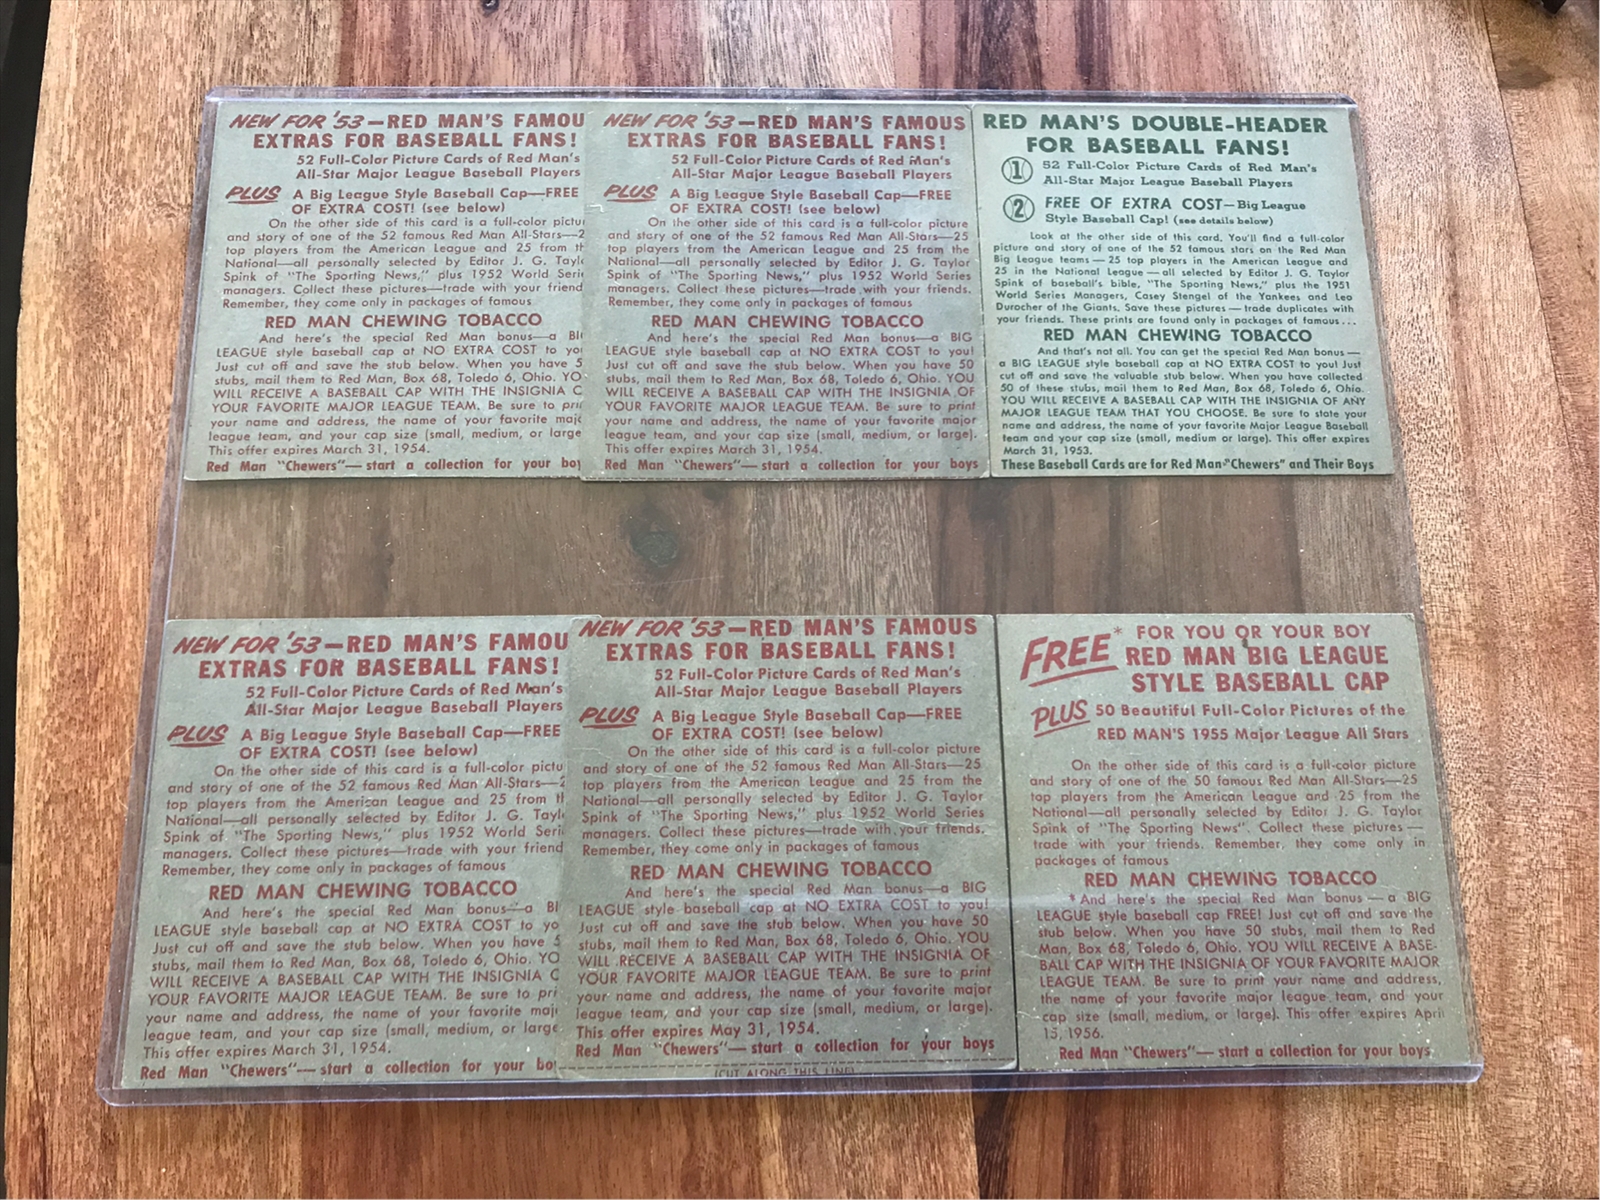 NEW FOR '53—RED MAN'S FAMOU
EXTRAS FOR BASEBALL FANS!
52 Full-Color Picture Cards of Red Man's
All-Star Major League Baseball Players
PLUS A Big League Style Baseball Cap—FREE
OF EXTRA COST! (see below)
On the other side of this card is a full-color pictu
and story of one of the 52 famous Red Man All-Stars—2
top players from the American League and 25 from th
National—all personally selected by Editor J. G. Tayl
Spink of "The Sporting News," plus 1952 World Seri
managers. Collect these pictures—trade with your friend
Remember, they come only in packages of famous
RED MAN CHEWING TOBACCO
And here's the special Red Man bonus—a BI
LEAGUE style baseball cap at NO EXTRA COST to yo
Just cut off and save the stub below. When you have 5
stubs, mail them to Red Man, Box 68, Toledo 6, Ohio. YO
WILL RECEIVE A BASEBALL CAP WITH THE INSIGNIA C
YOUR FAVORITE MAJOR LEAGUE TEAM. Be sure to pri
your name and address, the name of your favorite majo
league team, and your cap size (small, medium, or large
This offer expires March 31, 1954.
Red Man "Chewers"—start a collection for your boy
NEW FOR '53—RED MAN'S FAMOUS
EXTRAS FOR BASEBALL FANS!
52 Full-Color Picture Cards of Red Man's
All-Star Major League Baseball Players
PLUS A Big League Style Baseball Cap—FREE
OF EXTRA COST! (see below)
On the other side of this card is a full-color picture
and story of one of the 52 famous Red Man All-Stars—25
top players from the American League and 25 from the
National—all personally selected by Editor J. G. Taylor
Spink of "The Sporting News," plus 1952 World Series
managers. Collect these pictures—trade with your friends.
Remember, they come only in packages of famous
RED MAN CHEWING TOBACCO
And here's the special Red Man bonus—a BIG
LEAGUE style baseball cap at NO EXTRA COST to you!
Just cut off and save the stub below. When you have 50
stubs, mail them to Red Man, Box 68, Toledo 6, Ohio. YOU
WILL RECEIVE A BASEBALL CAP WITH THE INSIGNIA OF
YOUR FAVORITE MAJOR LEAGUE TEAM. Be sure to print
your name and address, the name of your favorite major
league team, and your cap size (small, medium, or large).
This offer expires March 31, 1954.
Red Man "Chewers"—start a collection for your boys
RED MAN'S DOUBLE-HEADER
FOR BASEBALL FANS!
1 52 Full-Color Picture Cards of Red Man's
All-Star Major League Baseball Players
2 FREE OF EXTRA COST—Big League
Style Baseball Cap! (see details below)
Look at the other side of this card. You'll find a full-color
picture and story of one of the 52 famous stars on the Red Man
Big League teams—25 top players in the American League and
25 in the National League—all selected by Editor J. G. Taylor
Spink of baseball's bible, "The Sporting News," plus the 1951
World Series Managers, Casey Stengel of the Yankees and Leo
Durocher of the Giants. Save these pictures—trade duplicates with
your friends. These prints are found only in packages of famous...
RED MAN CHEWING TOBACCO
And that's not all. You can get the special Red Man bonus—
a BIG LEAGUE style baseball cap at NO EXTRA COST to you! Just
cut off and save the valuable stub below. When you have collected
50 of these stubs, mail them to Red Man, Box 68, Toledo 6, Ohio.
YOU WILL RECEIVE A BASEBALL CAP WITH THE INSIGNIA OF ANY
MAJOR LEAGUE TEAM THAT YOU CHOOSE. Be sure to state your
name and address, the name of your favorite Major League Baseball
team and your cap size (small, medium or large). This offer expires
March 31, 1953.
These Baseball Cards are for Red Man "Chewers" and Their Boys
NEW FOR '53—RED MAN'S FAMOU
EXTRAS FOR BASEBALL FANS!
52 Full-Color Picture Cards of Red Man's
All-Star Major League Baseball Players
PLUS A Big League Style Baseball Cap—FREE
OF EXTRA COST! (see below)
On the other side of this card is a full-color pictu
and story of one of the 52 famous Red Man All-Stars—2
top players from the American League and 25 from th
National—all personally selected by Editor J. G. Tayl
Spink of "The Sporting News," plus 1952 World Seri
managers. Collect these pictures—trade with your friend
Remember, they come only in packages of famous
RED MAN CHEWING TOBACCO
And here's the special Red Man bonus—a BI
LEAGUE style baseball cap at NO EXTRA COST to yo
Just cut off and save the stub below. When you have 5
stubs, mail them to Red Man, Box 68, Toledo 6, Ohio. YO
WILL RECEIVE A BASEBALL CAP WITH THE INSIGNIA C
YOUR FAVORITE MAJOR LEAGUE TEAM. Be sure to pri
your name and address, the name of your favorite maj
league team, and your cap size (small, medium, or large
This offer expires March 31, 1954.
Red Man "Chewers"—start a collection for your bo
NEW FOR '53—RED MAN'S FAMOUS
EXTRAS FOR BASEBALL FANS!
52 Full-Color Picture Cards of Red Man's
All-Star Major League Baseball Players
PLUS A Big League Style Baseball Cap—FREE
OF EXTRA COST! (see below)
On the other side of this card is a full-color picture
and story of one of the 52 famous Red Man All-Stars—25
top players from the American League and 25 from the
National—all personally selected by Editor J. G. Taylor
Spink of "The Sporting News," plus 1952 World Series
managers. Collect these pictures—trade with your friends.
Remember, they come only in packages of famous
RED MAN CHEWING TOBACCO
And here's the special Red Man bonus—a BIG
LEAGUE style baseball cap at NO EXTRA COST to you!
Just cut off and save the stub below. When you have 50
stubs, mail them to Red Man, Box 68, Toledo 6, Ohio. YOU
WILL RECEIVE A BASEBALL CAP WITH THE INSIGNIA OF
YOUR FAVORITE MAJOR LEAGUE TEAM. Be sure to print
your name and address, the name of your favorite major
league team, and your cap size (small, medium, or large).
This offer expires May 31, 1954.
Red Man "Chewers"—start a collection for your boys
(CUT ALONG THIS LINE)
FREE* FOR YOU OR YOUR BOY
RED MAN BIG LEAGUE
STYLE BASEBALL CAP
PLUS 50 Beautiful Full-Color Pictures of the
RED MAN'S 1955 Major League All Stars
On the other side of this card is a full-color picture
and story of one of the 50 famous Red Man All-Stars—25
top players from the American League and 25 from the
National—all personally selected by Editor J. G. Taylor
Spink of "The Sporting News". Collect these pictures—
trade with your friends. Remember, they come only in
packages of famous
RED MAN CHEWING TOBACCO
*And here's the special Red Man bonus—a BIG
LEAGUE style baseball cap FREE! Just cut off and save the
stub below. When you have 50 stubs, mail them to Red
Man, Box 68, Toledo 6, Ohio. YOU WILL RECEIVE A BASE-
BALL CAP WITH THE INSIGNIA OF YOUR FAVORITE MAJOR
LEAGUE TEAM. Be sure to print your name and address,
the name of your favorite major league team, and your
cap size (small, medium, or large). This offer expires April
15, 1956.
Red Man "Chewers"—start a collection for your boys